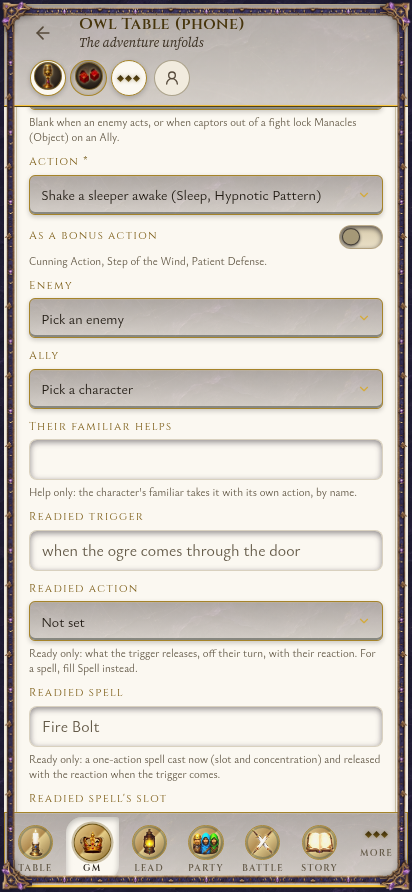 Owl Table (phone)
The adventure unfolds
Blank when an enemy acts, or when captors out of a fight lock Manacles
(Object) on an Ally.
ACTION *
Shake a sleeper awake (Sleep, Hypnotic Pattern)
AS A BONUS ACTION
Cunning Action, Step of the Wind, Patient Defense.
ENEMY
Pick an enemy
ALLY
Pick a character
THEIR FAMILIAR HELPS
Help only: the character's familiar takes it with its own action, by name.
READIED TRIGGER
when the ogre comes through the door
READIED ACTION
Not set
Ready only: what the trigger releases, off their turn, with their reaction. For
a spell, fill Spell instead.
READIED SPELL
Fire Bolt
Ready only: a one-action spell cast now (slot and concentration) and released
with the reaction when the trigger comes.
READIED SPELL'S SLOT
TABLE
GM
LEAD
PARTY
BATTLE
STORY
MORE